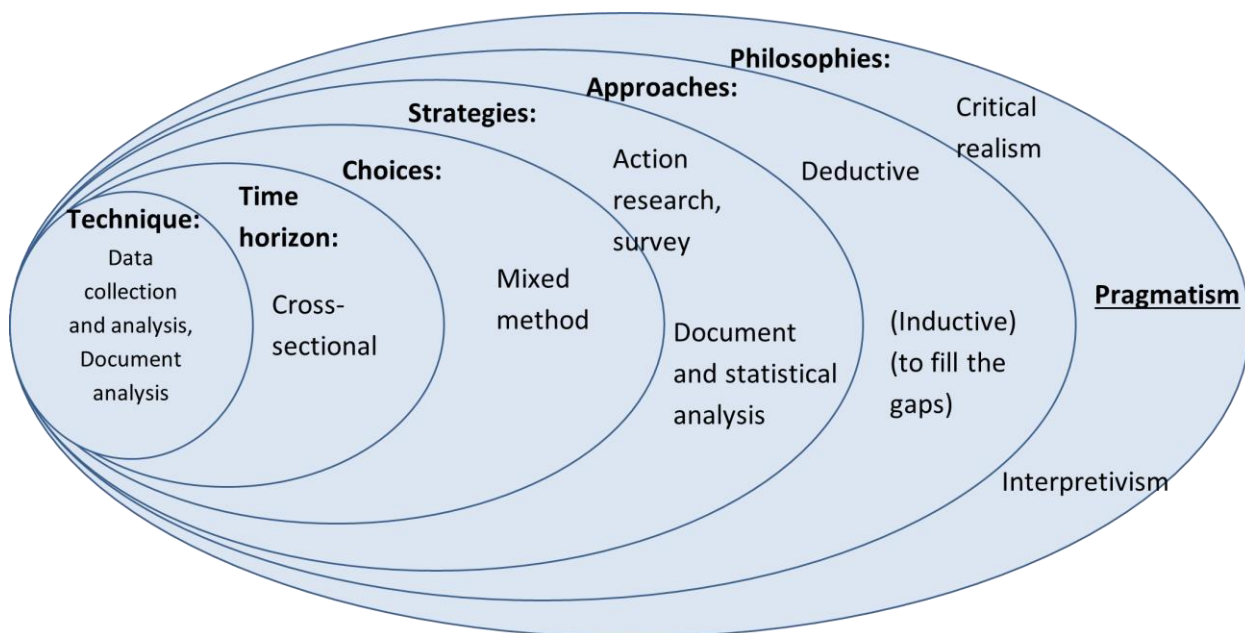 Philosophies:
Critical
realism
Pragmatism
Interpretivism
Approaches:
Deductive
(Inductive)
(to fill the
gaps)
Strategies:
Action
research,
survey
Document
and statistical
analysis
Choices:
Mixed
method
Time
horizon:
Cross-
sectional
Technique:
Data
collection
and analysis,
Document
analysis